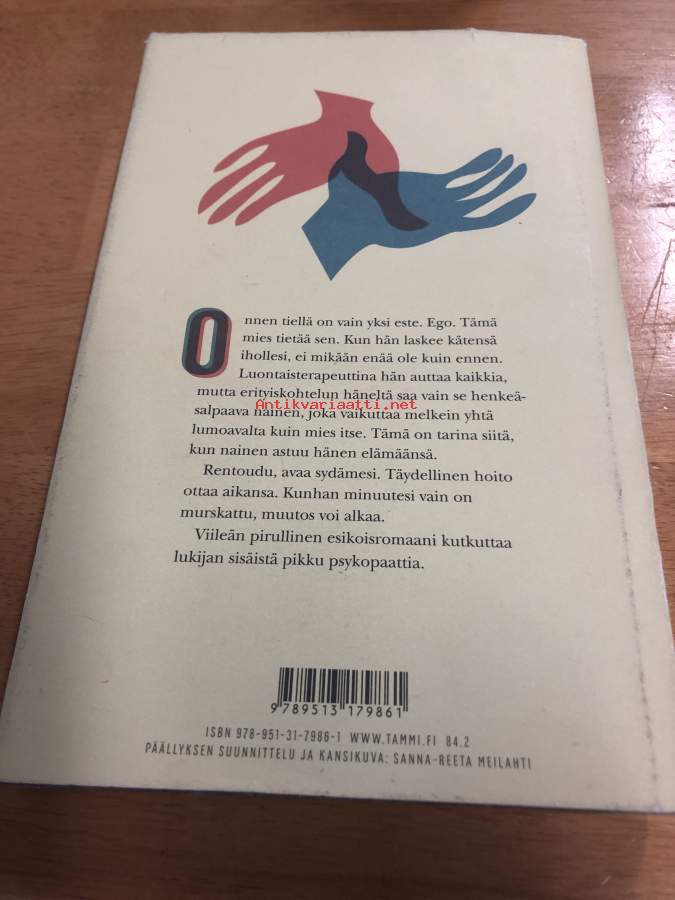 Onnen tiellä on vain yksi este. Ego. Tämä
mies tietää sen. Kun hän laskee kätensä
ihollesi, ei mikään enää ole kuin ennen.
Luontaisterapeuttina hän auttaa kaikkia,
mutta erityiskohtelun häneltä saa vain se henkeä-
Antikvariaatti.net
salpaava nainen, joka vaikuttaa melkein yhtä
lumoavalta kuin mies itse. Tämä on tarina siitä,
kun nainen astuu hänen elämäänsä.
Rentoudu, avaa sydämesi. Täydellinen hoito
ottaa aikansa. Kunhan minuutesi vain on
murskattu, muutos voi alkaa.
Viileän pirullinen esikoisromaani kutkuttaa
lukijan sisäistä pikku psykopaattia.
9 789513 179861
ISBN 978-951-31-7986-1 WWW.TAMMI.FI 84.2
PÄÄLLYKSEN SUUNNITTELU JA KANSIKUVA: SANNA-REETA MEILAHTI